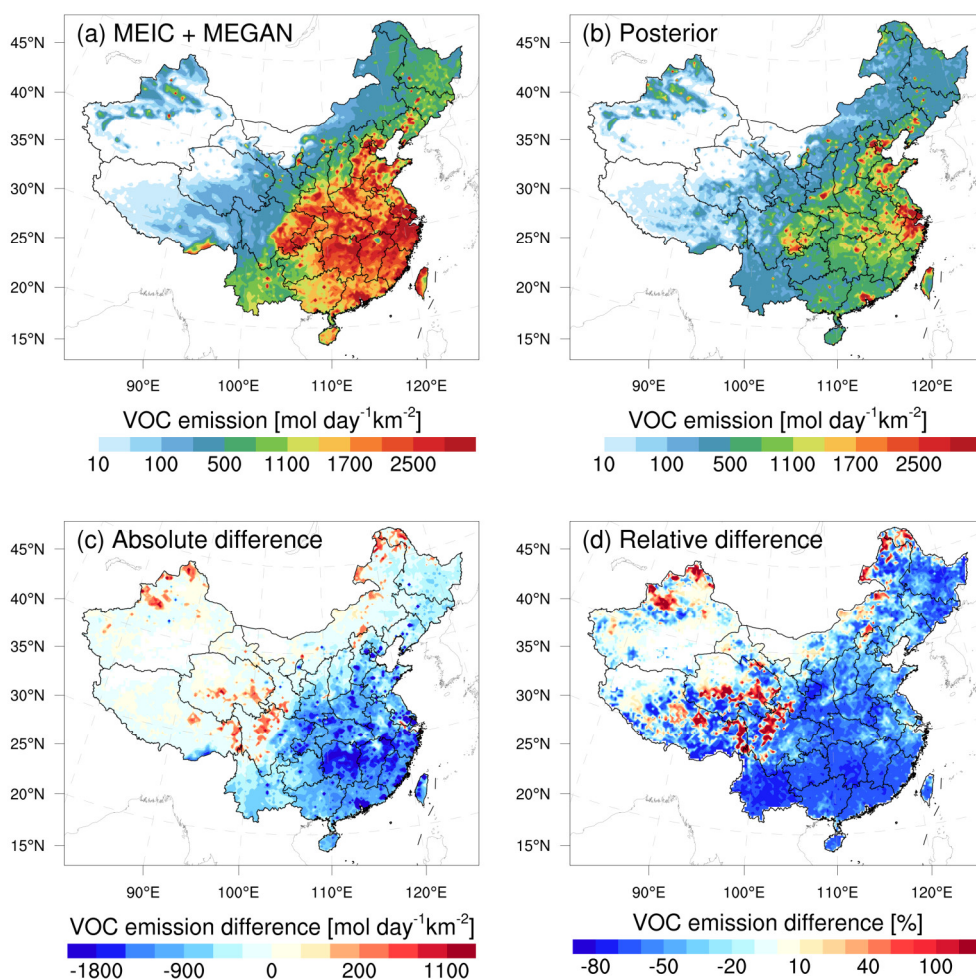 (a) MEIC + MEGAN
45°N
40°N
35°N
30°N
25°N
20°N
15°N
90°E 100°E 110°E 120°E
VOC emission [mol day⁻¹km⁻²]
10 100 500 1100 1700 2500
(b) Posterior
45°N
40°N
35°N
30°N
25°N
20°N
15°N
90°E 100°E 110°E 120°E
VOC emission [mol day⁻¹km⁻²]
10 100 500 1100 1700 2500
(c) Absolute difference
45°N
40°N
35°N
30°N
25°N
20°N
15°N
90°E 100°E 110°E 120°E
VOC emission difference [mol day⁻¹km⁻²]
-1800 -900 0 200 1100
(d) Relative difference
45°N
40°N
35°N
30°N
25°N
20°N
15°N
90°E 100°E 110°E 120°E
VOC emission difference [%]
-80 -50 -20 10 40 100